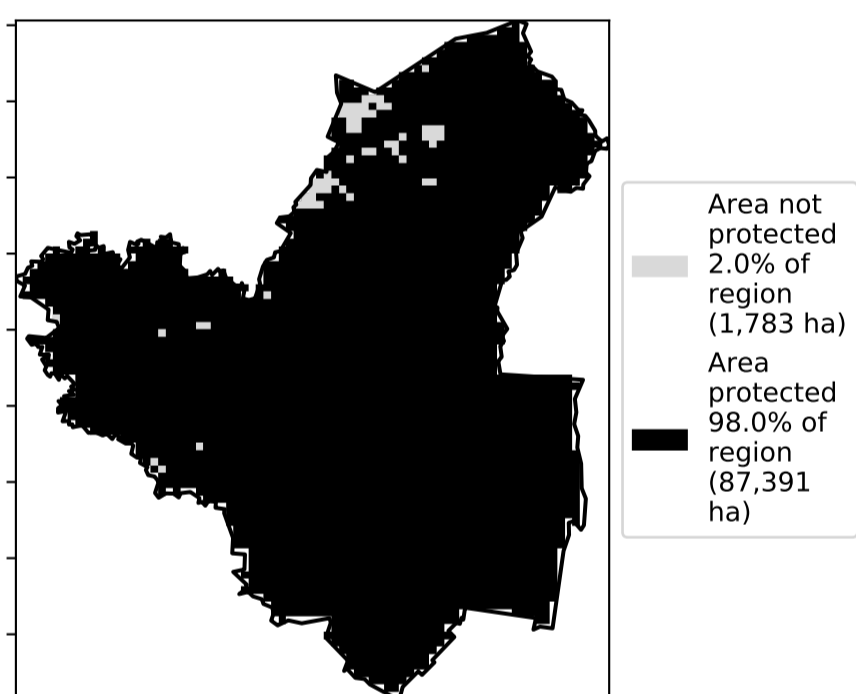 Area not
protected
2.0% of
region
(1,783 ha)
Area
protected
98.0% of
region
(87,391
ha)